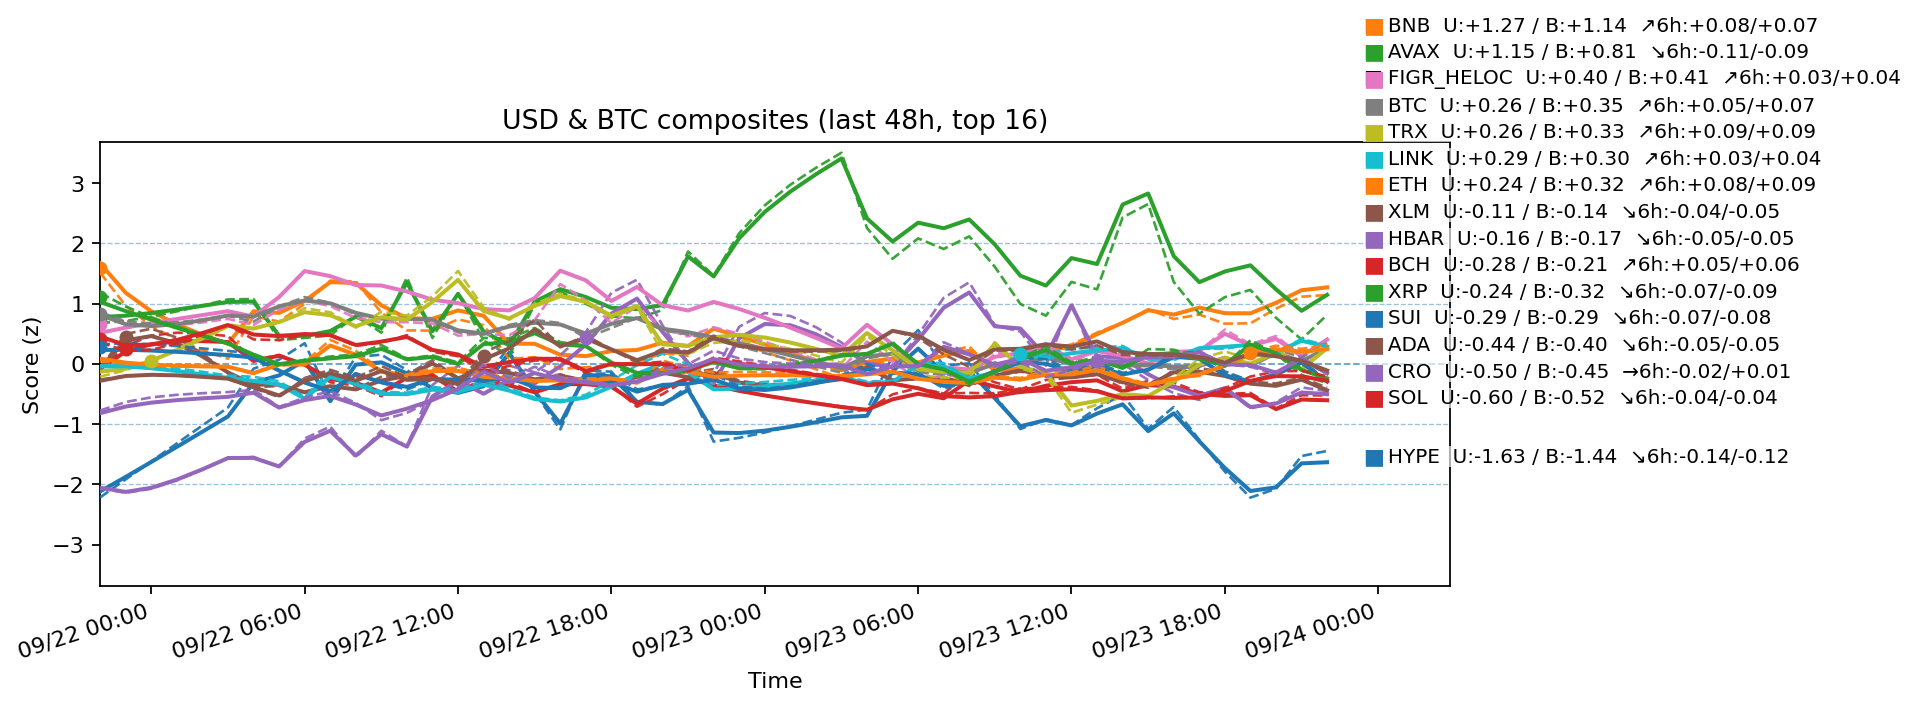 BNB  U:+1.27 / B:+1.14  ↗6h:+0.08/+0.07
AVAX  U:+1.15 / B:+0.81  ↘6h:-0.11/-0.09
FIGR_HELOC  U:+0.40 / B:+0.41  ↗6h:+0.03/+0.04
BTC  U:+0.26 / B:+0.35  ↗6h:+0.05/+0.07
TRX  U:+0.26 / B:+0.33  ↗6h:+0.09/+0.09
LINK  U:+0.29 / B:+0.30  ↗6h:+0.03/+0.04
ETH  U:+0.24 / B:+0.32  ↗6h:+0.08/+0.09
XLM  U:-0.11 / B:-0.14  ↘6h:-0.04/-0.05
HBAR  U:-0.16 / B:-0.17  ↘6h:-0.05/-0.05
BCH  U:-0.28 / B:-0.21  ↗6h:+0.05/+0.06
XRP  U:-0.24 / B:-0.32  ↘6h:-0.07/-0.09
SUI  U:-0.29 / B:-0.29  ↘6h:-0.07/-0.08
ADA  U:-0.44 / B:-0.40  ↘6h:-0.05/-0.05
CRO  U:-0.50 / B:-0.45  →6h:-0.02/+0.01
SOL  U:-0.60 / B:-0.52  ↘6h:-0.04/-0.04
HYPE  U:-1.63 / B:-1.44  ↘6h:-0.14/-0.12
USD & BTC composites (last 48h, top 16)
Score (z)
3
2
1
0
−1
−2
−3
09/22 00:00
09/22 06:00
09/22 12:00
09/22 18:00
09/23 00:00
09/23 06:00
09/23 12:00
09/23 18:00
09/24 00:00
Time